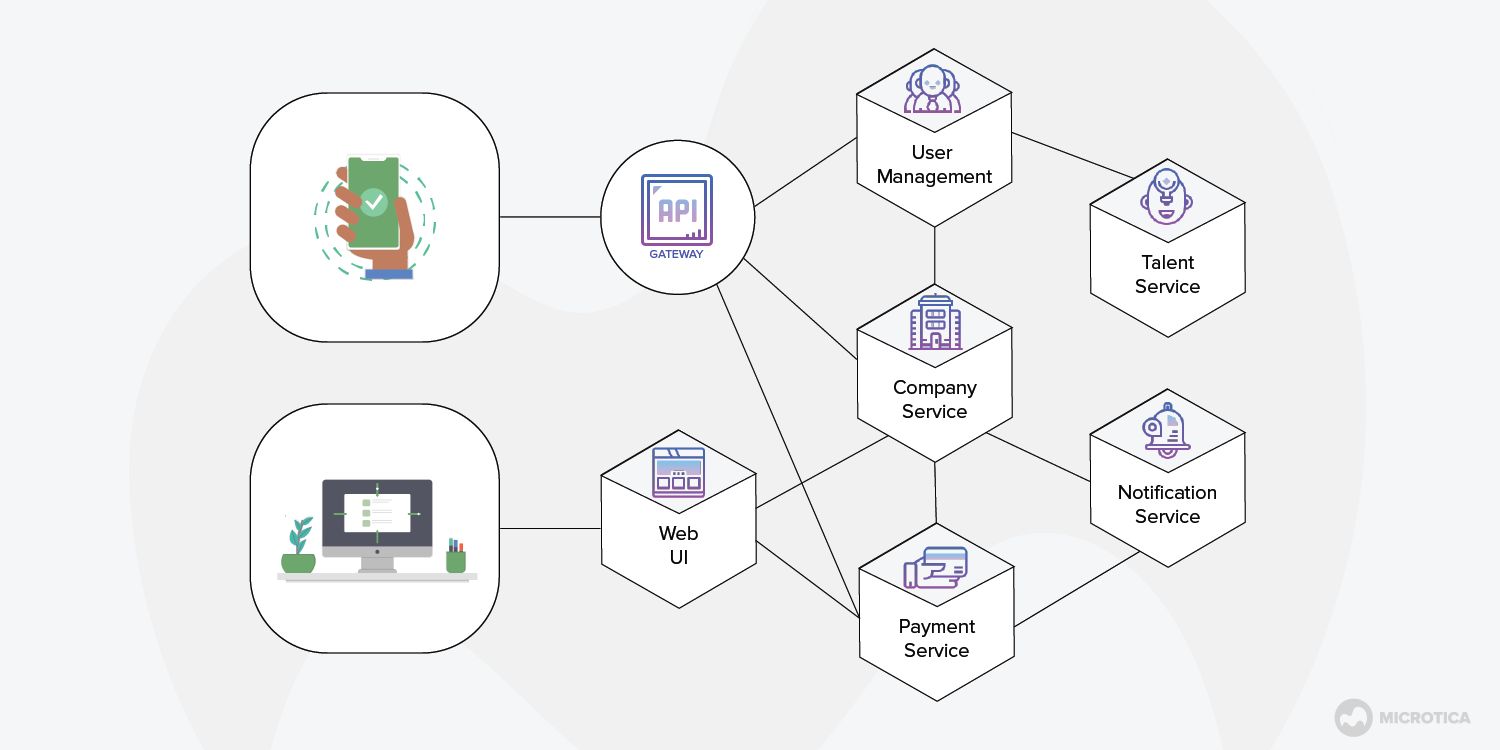 API
GATEWAY
User
Management
Talent
Service
Company
Service
Notification
Service
Web
UI
Payment
Service
MICROTICA